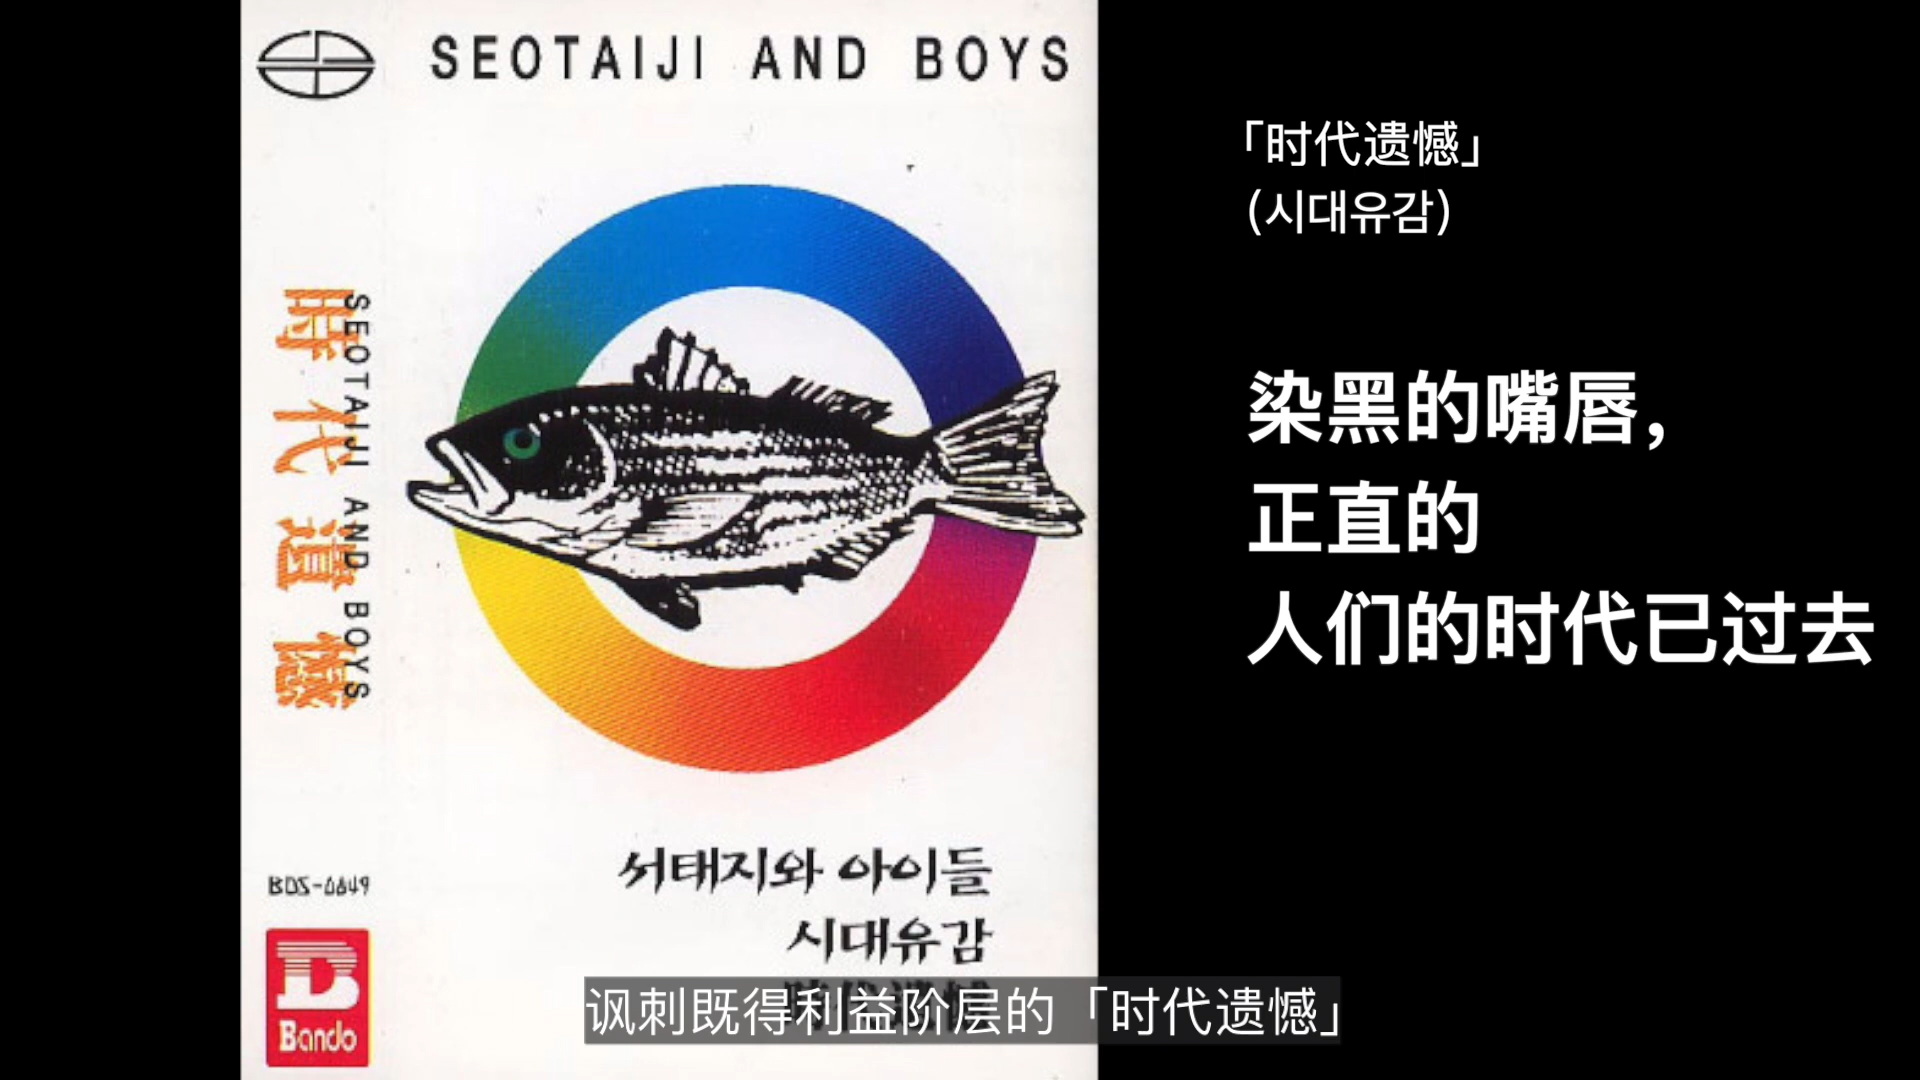 SEOTAIJI AND BOYS
時代遺憾
SEOTAIJI AND BOYS
BDS-0649
Bando
서태지와 아이들
시대유감
「时代遗憾」
(시대유감)
染黑的嘴唇，
正直的
人们的时代已过去
讽刺既得利益阶层的「时代遗憾」